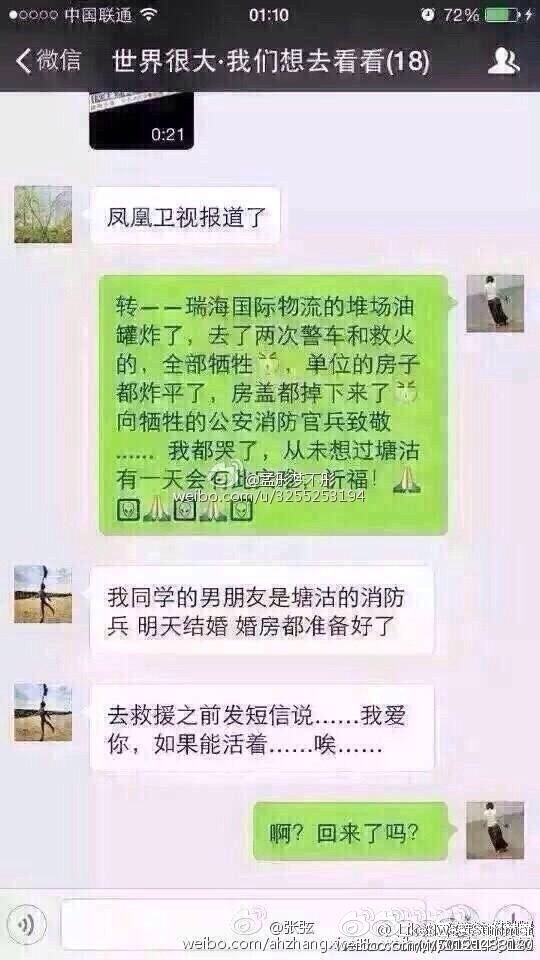 中国联通
01:10
72%
微信
世界很大·我们想去看看(18)
0:21
凤凰卫视报道了
转——瑞海国际物流的堆场油
罐炸了，去了两次警车和救火
的，全部牺牲，单位的房子
都炸平了，房盖都掉下来了
向牺牲的公安消防官兵致敬
...... 我都哭了，从未想过塘沽
有一天会有此，祈福！
weibo.com/u/3255253194
我同学的男朋友是塘沽的消防
兵 明天结婚 婚房都准备好了
去救援之前发短信说......我爱
你，如果能活着......唉......
啊？回来了吗？
@张弦
weibo.com/ahzhang